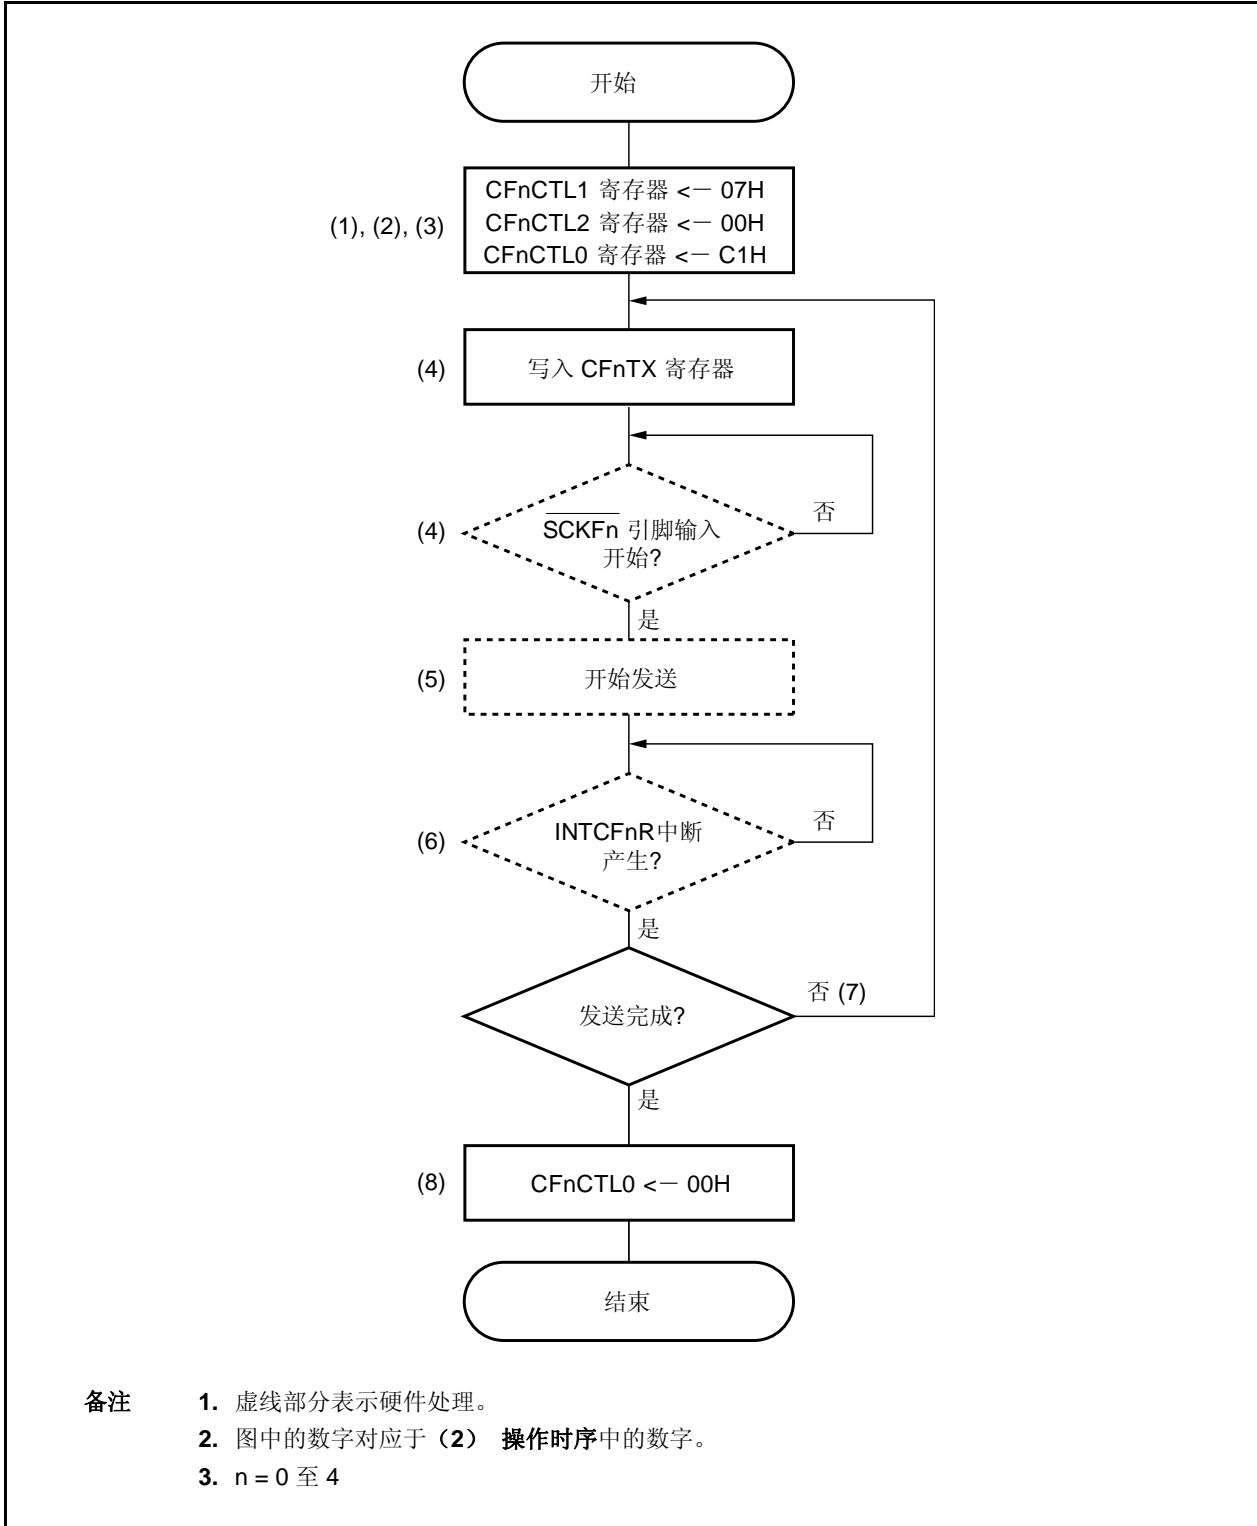 开始
CFnCTL1 寄存器 <— 07H
(1), (2), (3) CFnCTL2 寄存器 <— 00H
CFnCTL0 寄存器 <— C1H
(4) 写入 CFnTX 寄存器
否
(4) SCKFn 引脚输入
开始?
是
(5) 开始发送
否
(6) INTCFnR中断
产生?
是
否 (7)
发送完成?
是
(8) CFnCTL0 <— 00H
结束
备注 1. 虚线部分表示硬件处理。
2. 图中的数字对应于（2） 操作时序中的数字。
3. n = 0 至 4